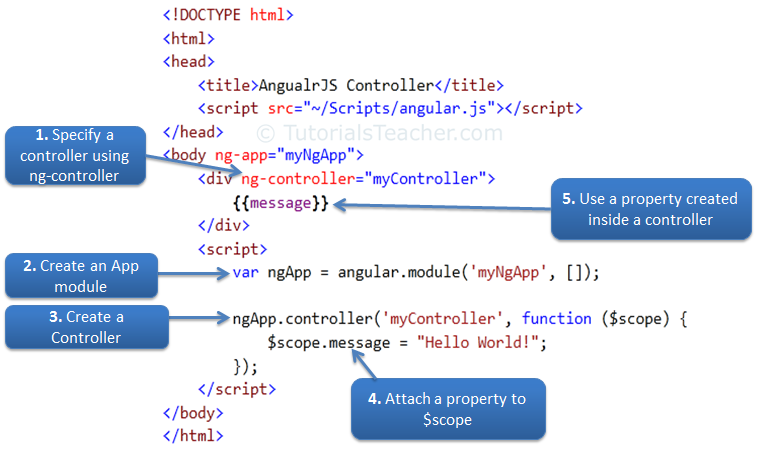 <!DOCTYPE html>
<html>
<head>
<title>AngualrJS Controller</title>
<script src="~/Scripts/angular.js"></script>
</head>
© TutorialsTeacher.com
<body ng-app="myNgApp">
<div ng-controller="myController">
{{message}}
</div>
<script>
var ngApp = angular.module('myNgApp', []);
ngApp.controller('myController', function ($scope) {
$scope.message = "Hello World!";
});
</script>
</body>
</html>
1. Specify a
controller using
ng-controller
2. Create an App
module
3. Create a
Controller
4. Attach a property to
$scope
5. Use a property created
inside a controller